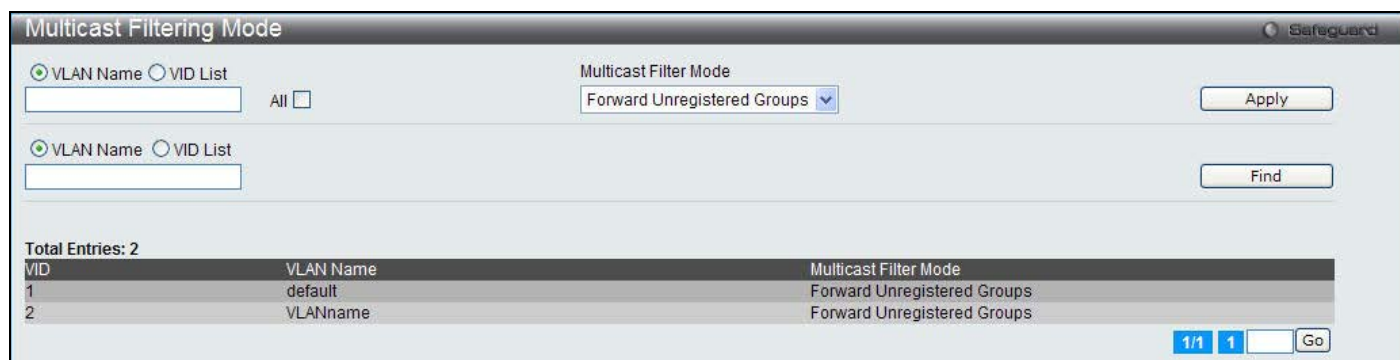 Multicast Filtering Mode Safeguard
VLAN Name VID List Multicast Filter Mode
All Forward Unregistered Groups Apply
VLAN Name VID List
Find
Total Entries: 2
VID VLAN Name Multicast Filter Mode
1 default Forward Unregistered Groups
2 VLANname Forward Unregistered Groups
1/1 1 Go